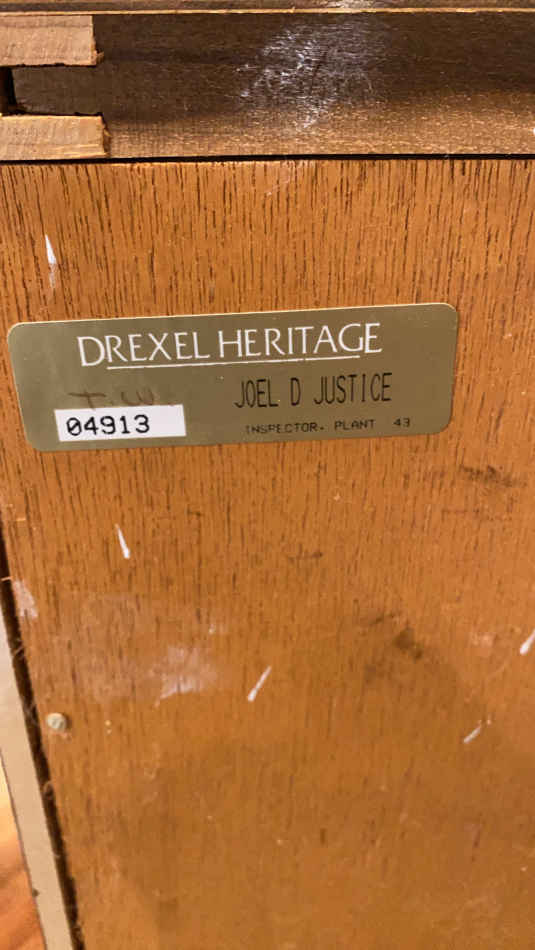 DREXEL HERITAGE
T.W.
JOEL D JUSTICE
04913
INSPECTOR. PLANT 43